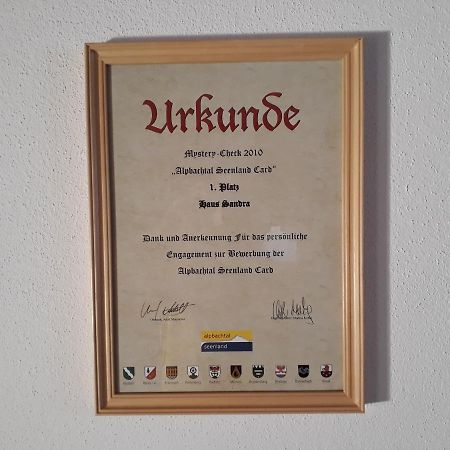 Urkunde
Mystery-Check 2010
„Alpbachtal Seenland Card“
1. Platz
Haus Sandra
Dank und Anerkennung Für das persönliche
Engagement zur Bewerbung der
Alpbachtal Seenland Card
alpbachtal
seenland